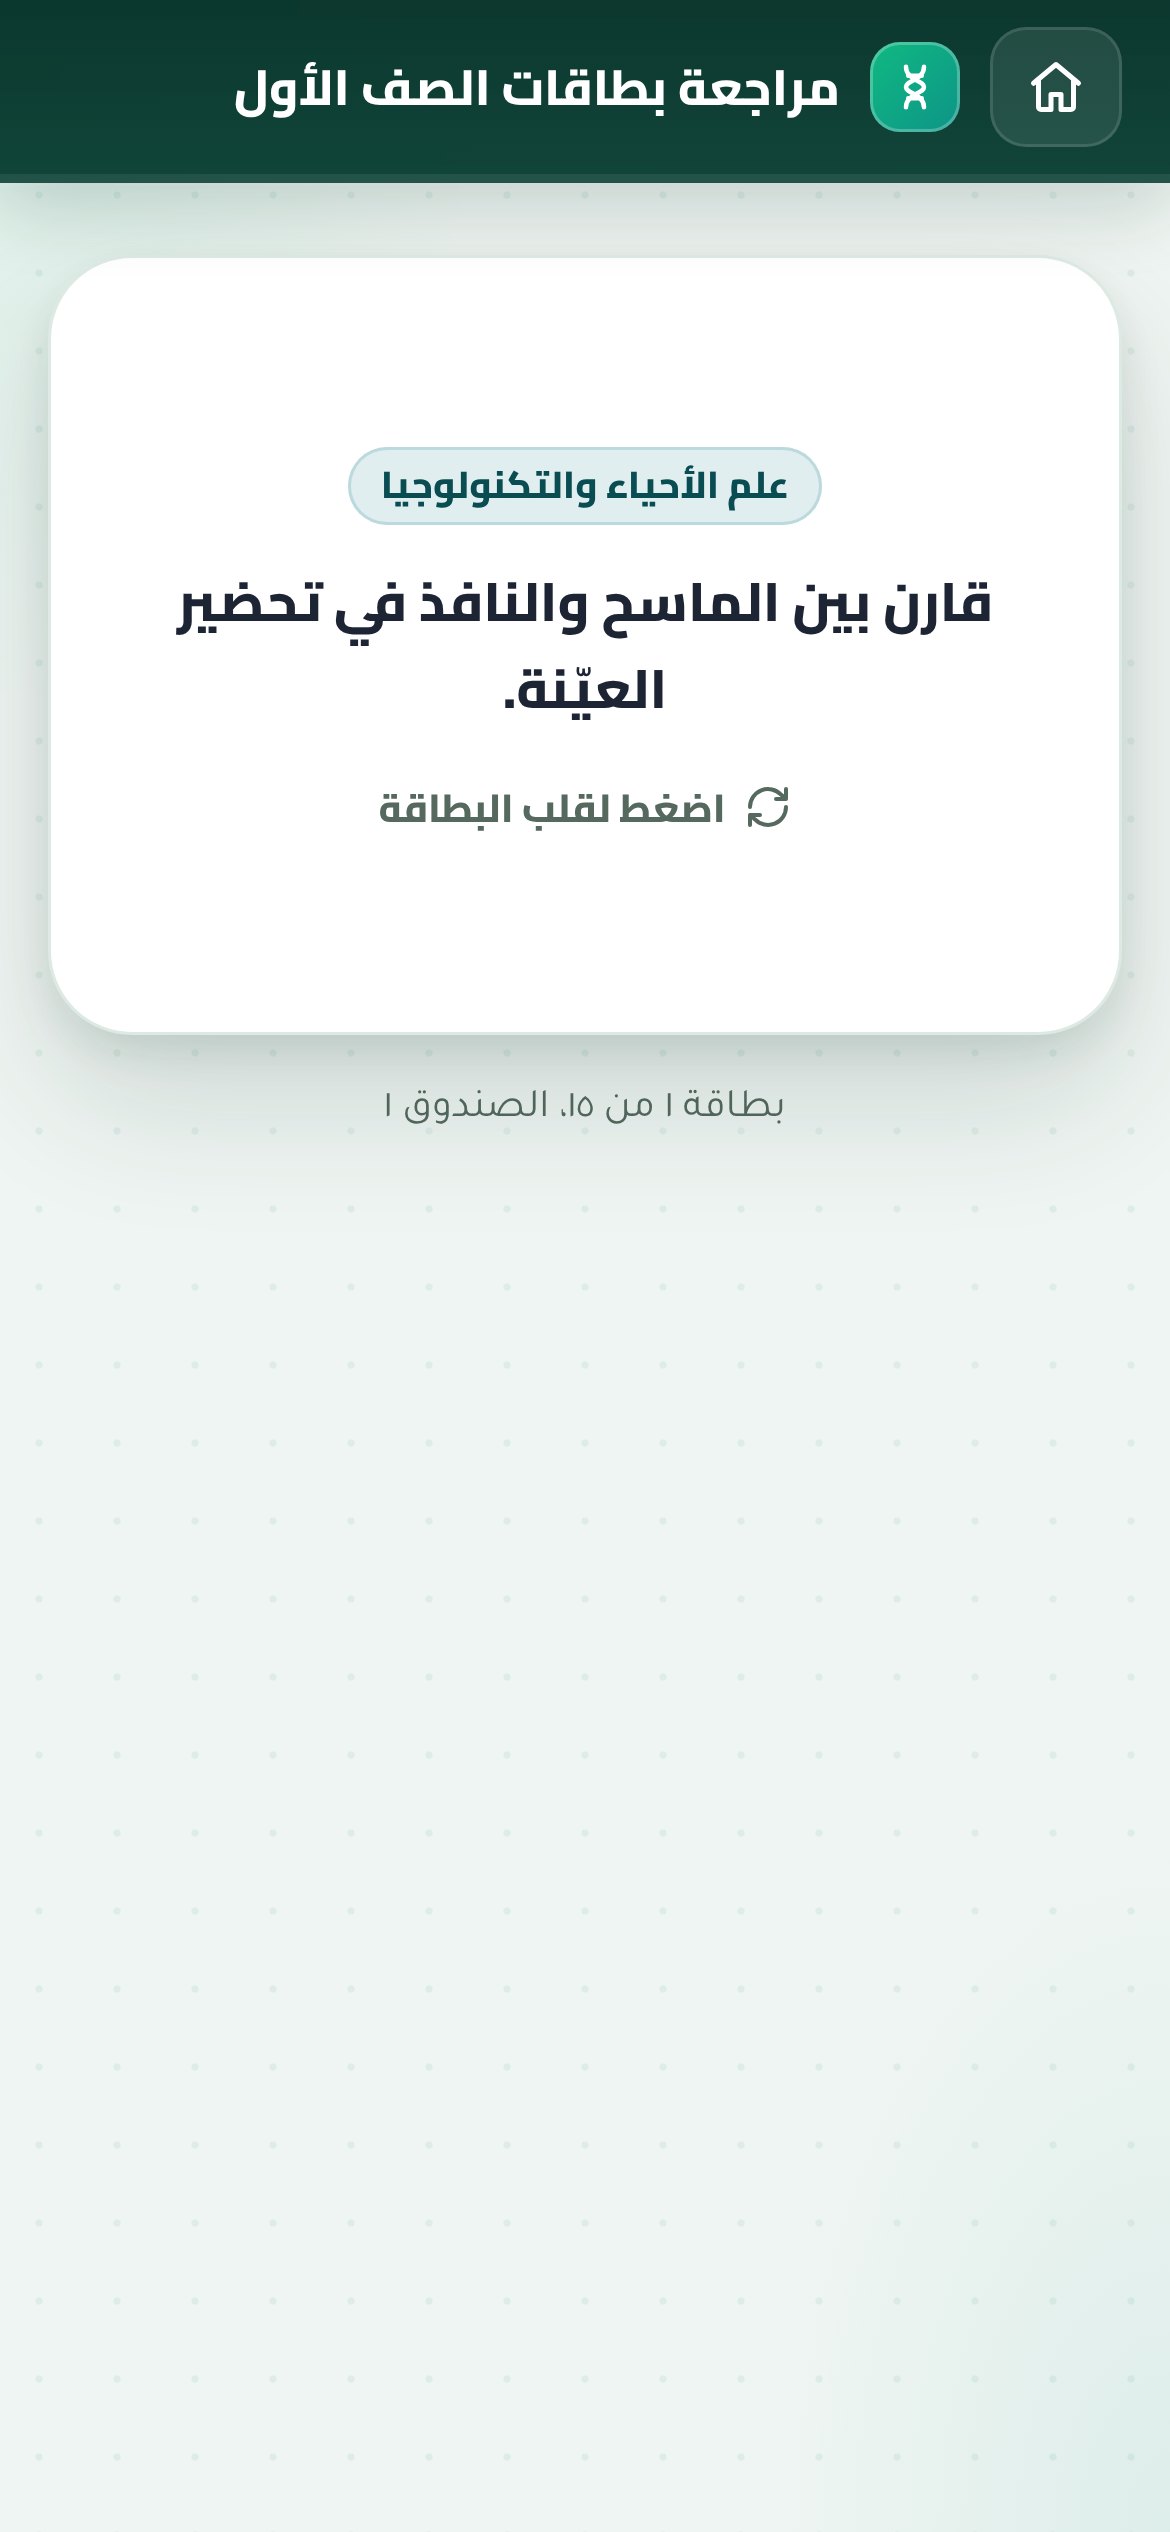 مراجعة بطاقات الصف الأول
علم الأحياء والتكنولوجيا
قارن بين الماسح والنافذ في تحضير
العيّنة.
اضغط لقلب البطاقة
بطاقة ١ من ١٥، الصندوق ١